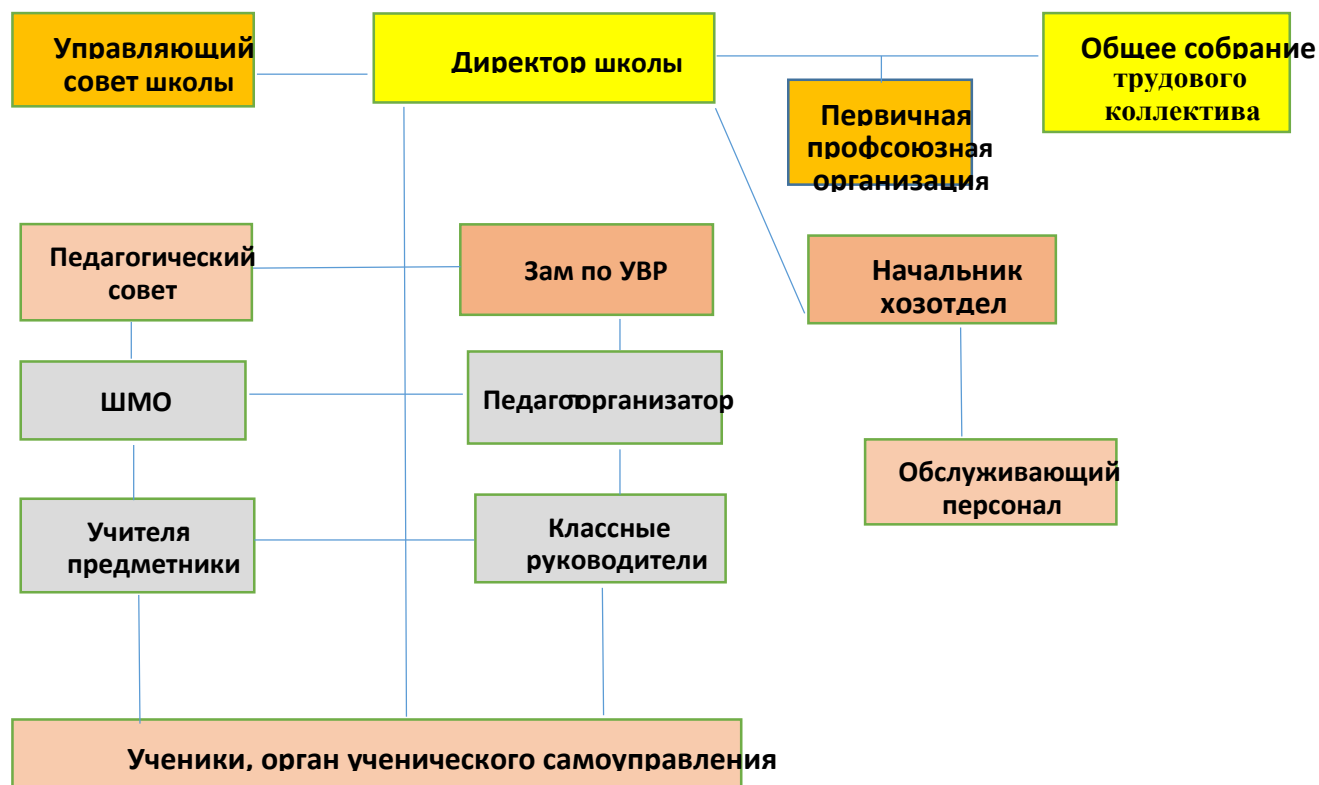 Управляющий
совет школы
Директор школы
Общее собрание
трудового
коллектива
Первичная
профсоюзная
организация
Педагогический
совет
Зам по УВР
Начальник
хозотдел
ШМО
Педагог-организатор
Обслуживающий
персонал
Учителя
предметники
Классные
руководители
Ученики, орган ученического самоуправления